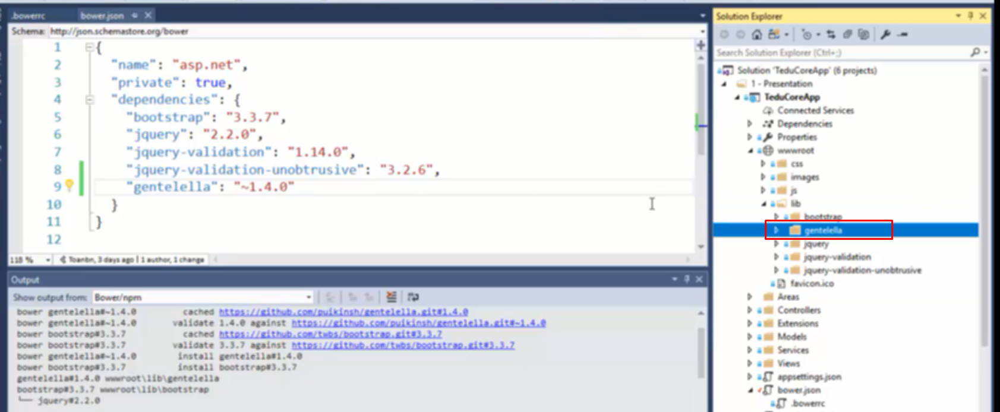 .bowerrc
bower.json
Schema: http://json.schemastore.org/bower
1 {
2 "name": "asp.net",
3 "private": true,
4 "dependencies": {
5 "bootstrap": "3.3.7",
6 "jquery": "2.2.0",
7 "jquery-validation": "1.14.0",
8 "jquery-validation-unobtrusive": "3.2.6",
9 "gentelella": "~1.4.0"
10 }
11 }
12
118 %
Toanbn, 3 days ago | 1 author, 1 change
Output
Show output from: Bower/npm
bower gentelella#~1.4.0 cached https://github.com/puikinsh/gentelella.git#1.4.0
bower gentelella#~1.4.0 validate 1.4.0 against https://github.com/puikinsh/gentelella.git#~1.4.0
bower bootstrap#3.3.7 cached https://github.com/twbs/bootstrap.git#3.3.7
bower bootstrap#3.3.7 validate 3.3.7 against https://github.com/twbs/bootstrap.git#3.3.7
bower gentelella#~1.4.0 install gentelella#1.4.0
bower bootstrap#3.3.7 install bootstrap#3.3.7
gentelella#1.4.0 wwwroot\lib\gentelella
bootstrap#3.3.7 wwwroot\lib\bootstrap
└── jquery#2.2.0
Solution Explorer
Search Solution Explorer (Ctrl+;)
Solution 'TeduCoreApp' (6 projects)
1 - Presentation
TeduCoreApp
Connected Services
Dependencies
Properties
wwwroot
css
images
js
lib
bootstrap
gentelella
jquery
jquery-validation
jquery-validation-unobtrusive
favicon.ico
Areas
Controllers
Extensions
Models
Services
Views
appsettings.json
bower.json
.bowerrc